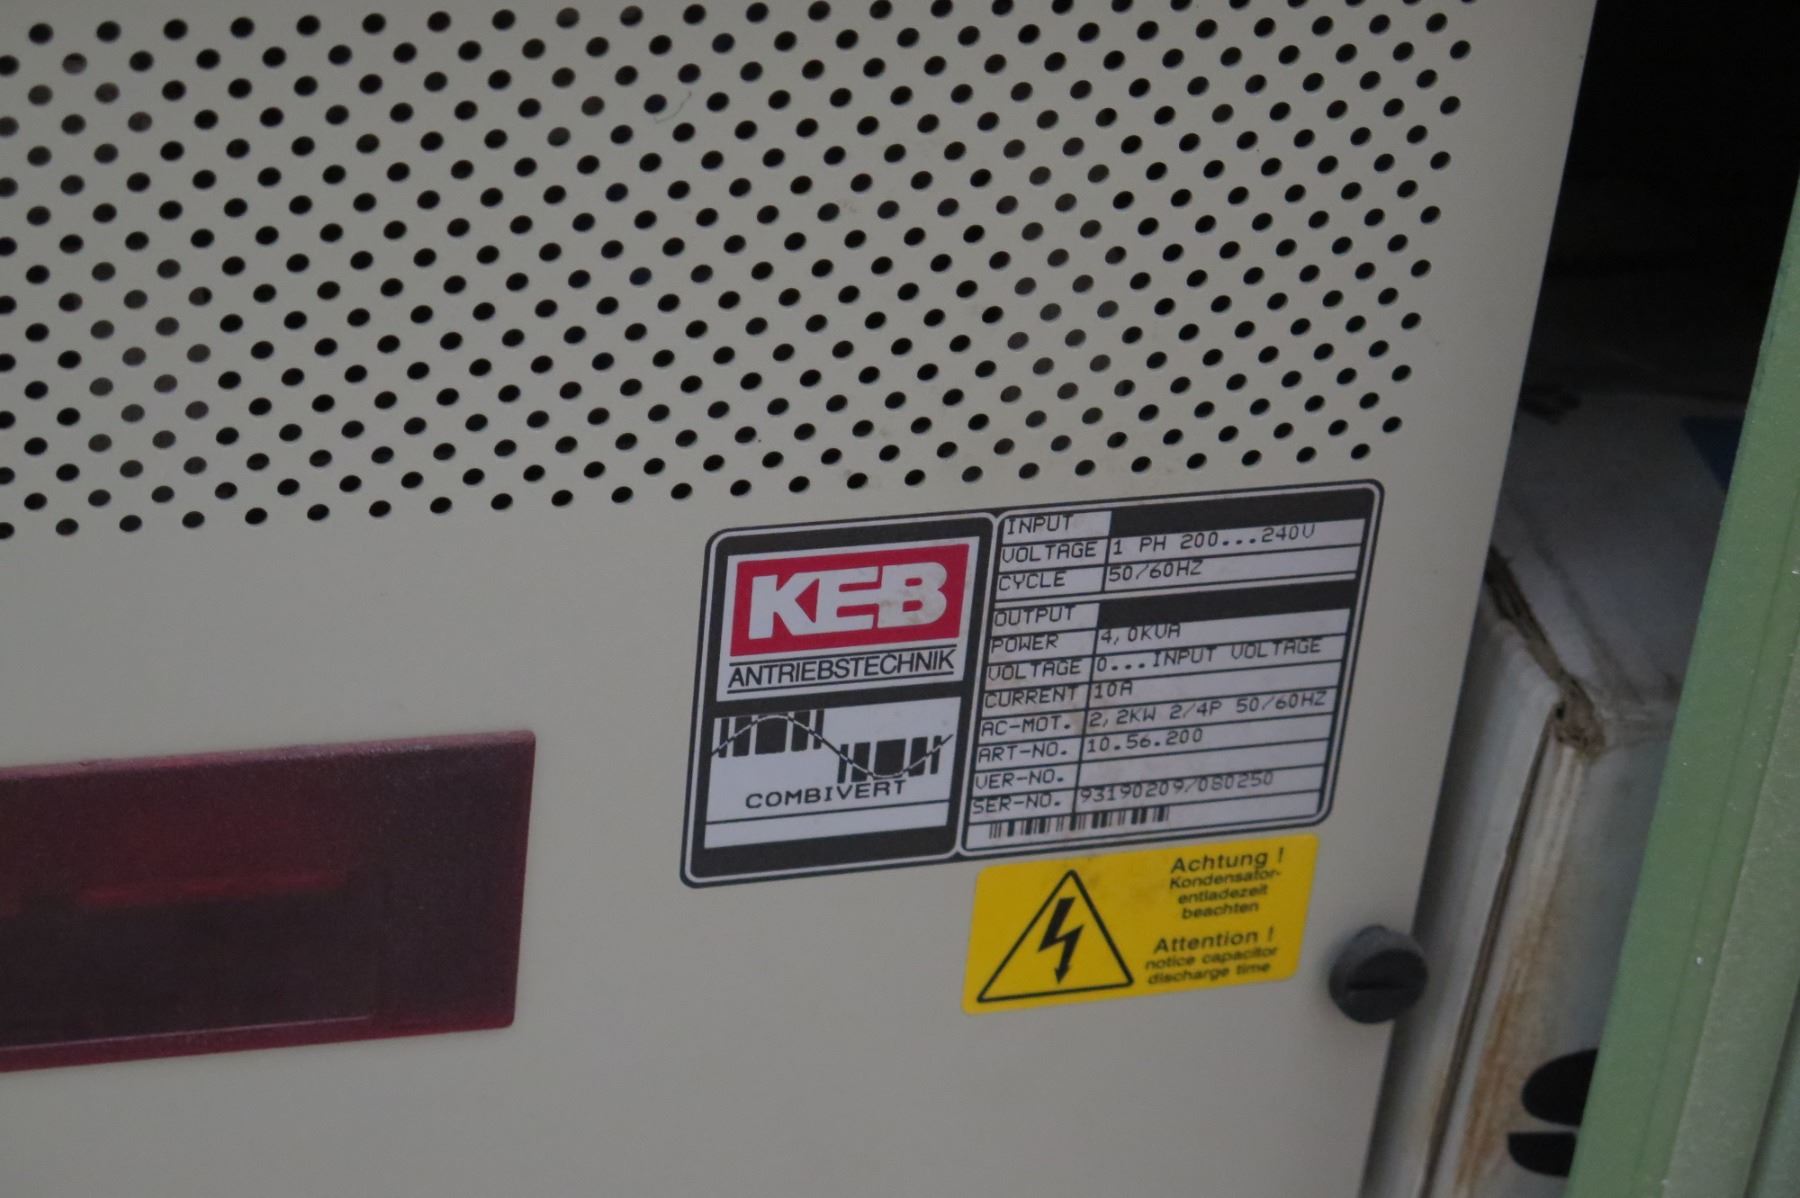 KEB
ANTRIEBSTECHNIK
COMBIVERT
INPUT
VOLTAGE 1 PH 200...240V
CYCLE 50/60HZ
OUTPUT
POWER 4,0KVA
VOLTAGE 0...INPUT VOLTAGE
CURRENT 10A
AC-MOT. 2,2KW 2/4P 50/60HZ
ART-NO. 10.56.200
VER-NO.
SER-NO. 93190209/080250
Achtung !
Kondensator-
entladezeit
beachten
Attention !
notice capacitor
discharge time